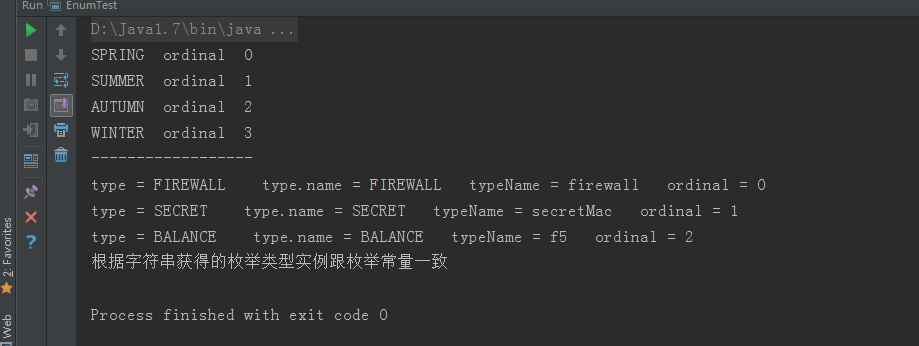 Run EnumTest
D:\Java1.7\bin\java ...
SPRING ordinal 0
SUMMER ordinal 1
AUTUMN ordinal 2
WINTER ordinal 3
------------------
type = FIREWALL type.name = FIREWALL typeName = firewall ordinal = 0
type = SECRET type.name = SECRET typeName = secretMac ordinal = 1
type = BALANCE type.name = BALANCE typeName = f5 ordinal = 2
根据字符串获得的枚举类型实例跟枚举常量一致
Process finished with exit code 0
2: Favorites
Web